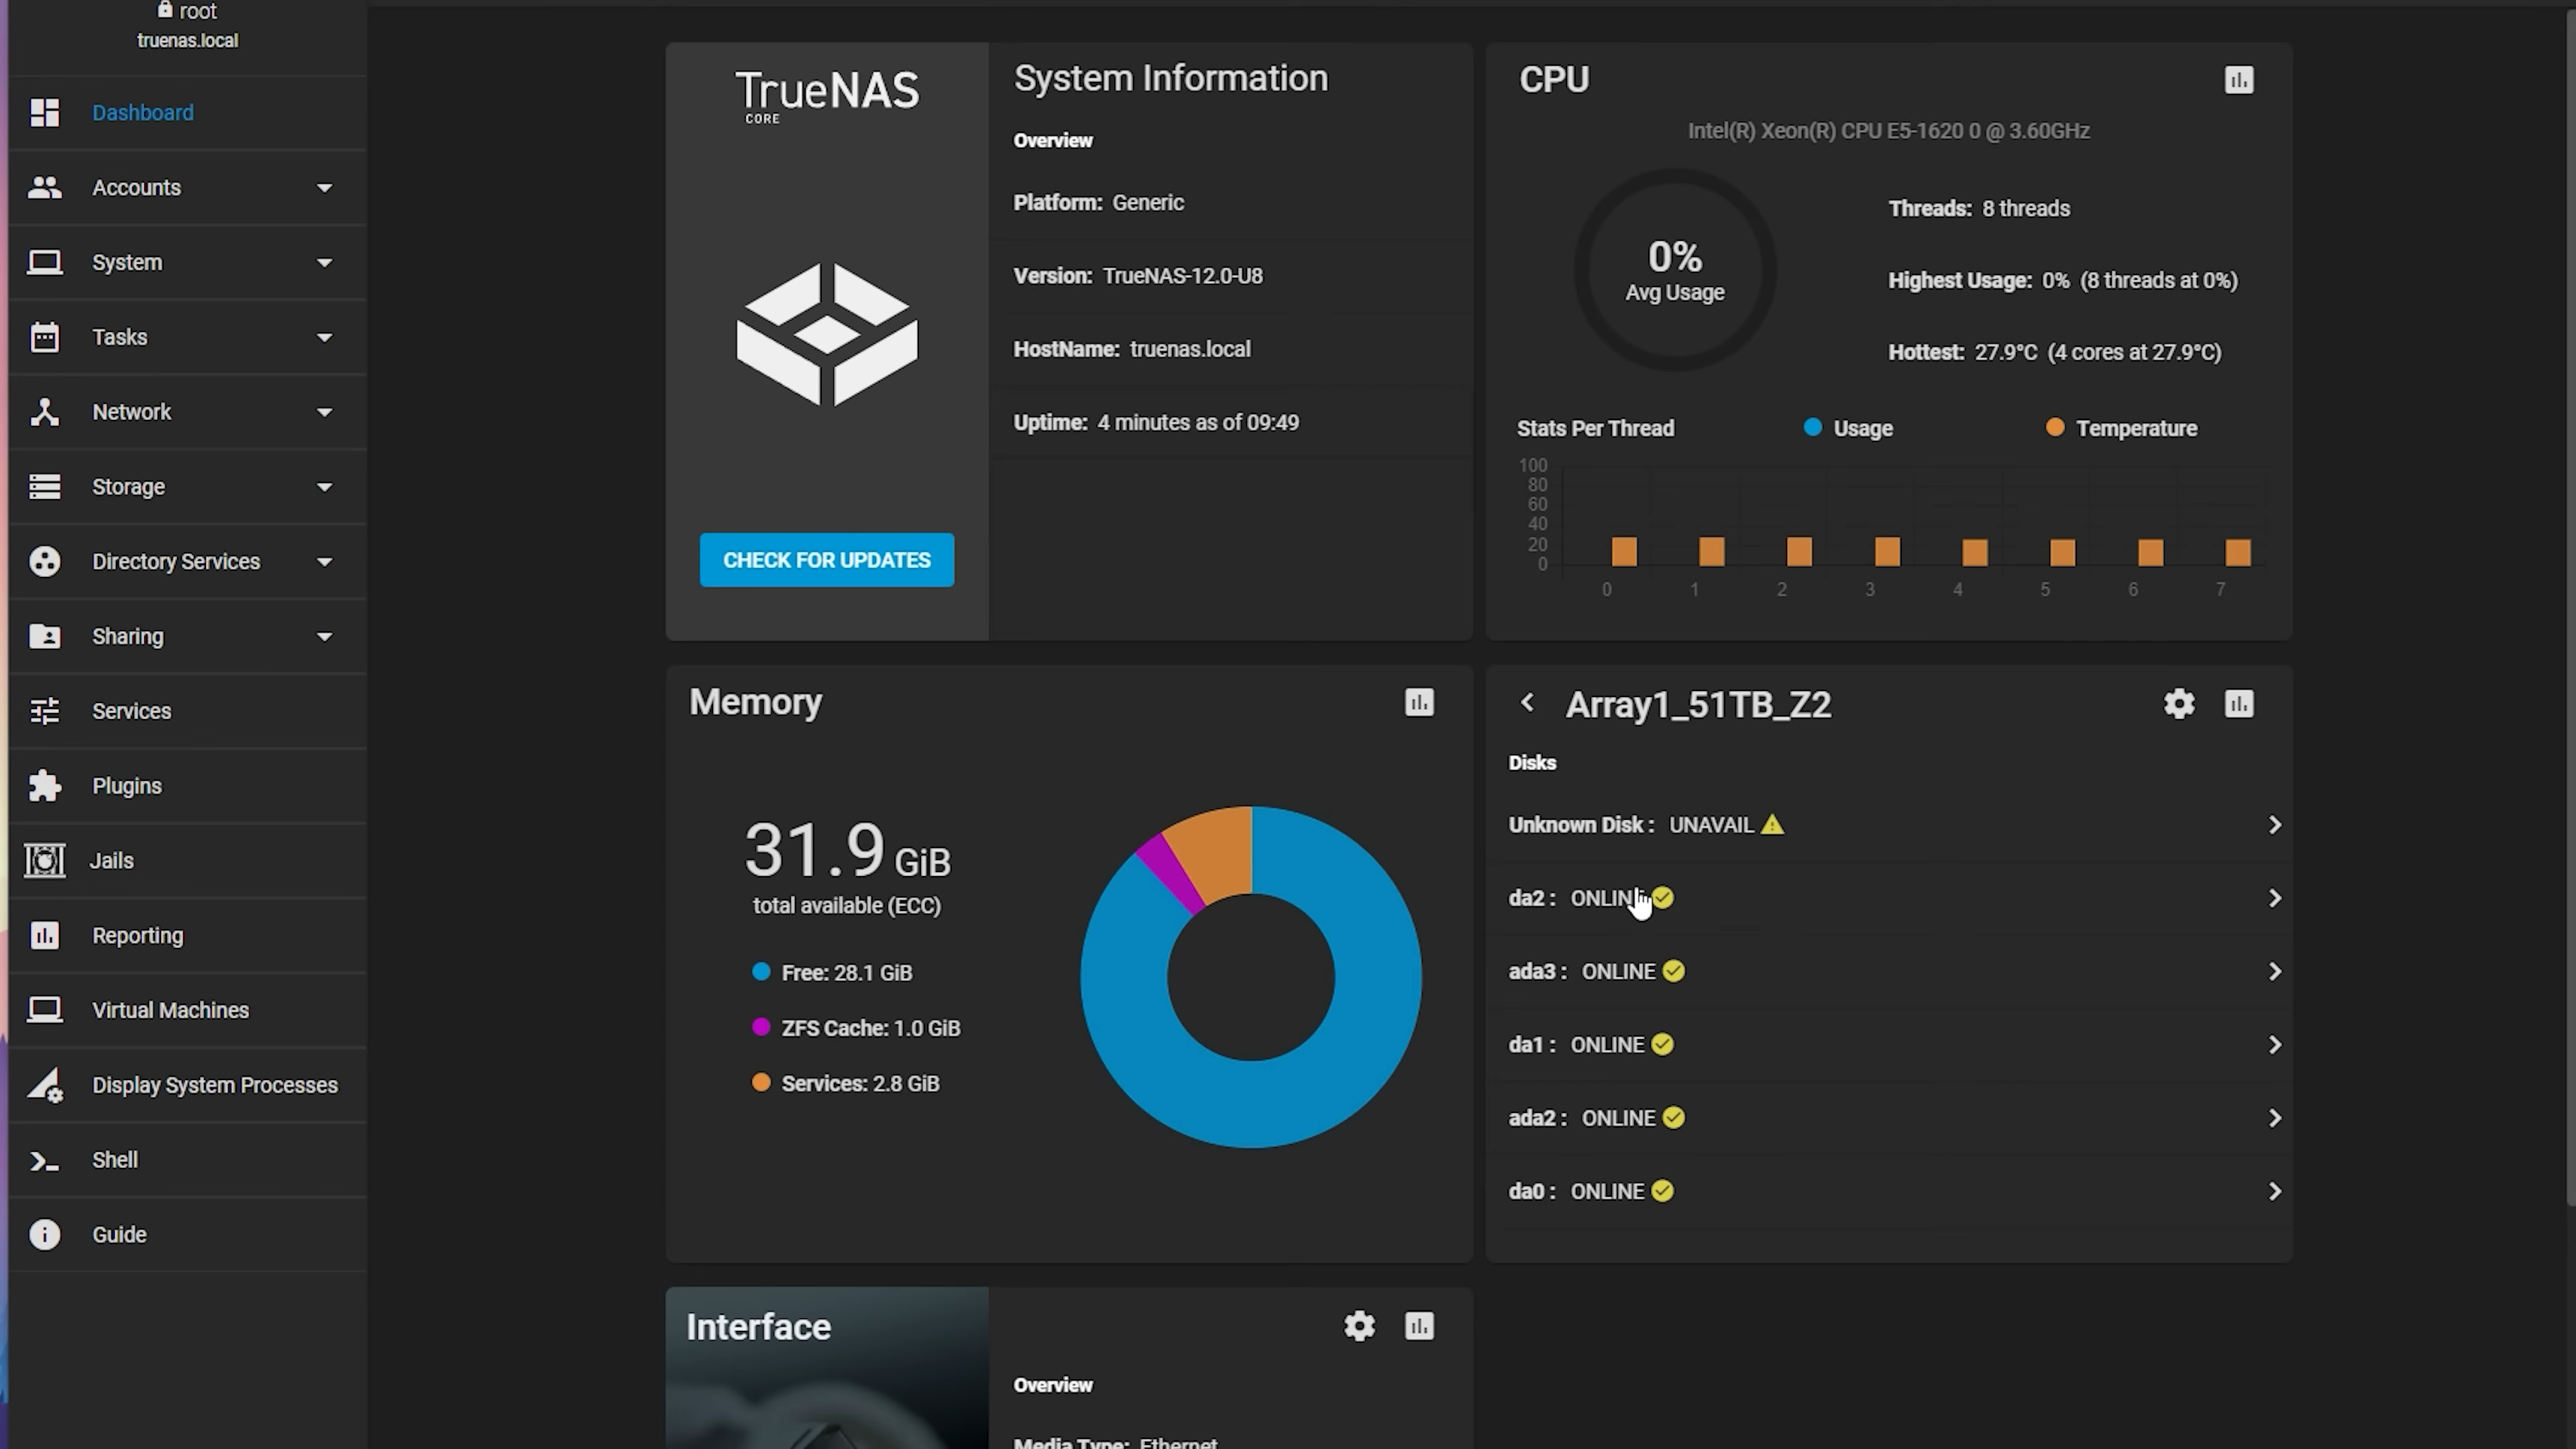 root
truenas.local
Dashboard
Accounts
System
Tasks
Network
Storage
Directory Services
Sharing
Services
Plugins
Jails
Reporting
Virtual Machines
Display System Processes
Shell
Guide
TrueNAS
CORE
CHECK FOR UPDATES
System Information
Overview
Platform: Generic
Version: TrueNAS-12.0-U8
HostName: truenas.local
Uptime: 4 minutes as of 09:49
CPU
Intel(R) Xeon(R) CPU E5-1620 0 @ 3.60GHz
0%
Avg Usage
Threads: 8 threads
Highest Usage: 0% (8 threads at 0%)
Hottest: 27.9°C (4 cores at 27.9°C)
Stats Per Thread Usage Temperature
100
80
60
40
20
0
0 1 2 3 4 5 6 7
Memory
31.9 GiB
total available (ECC)
Free: 28.1 GiB
ZFS Cache: 1.0 GiB
Services: 2.8 GiB
Array1_51TB_Z2
Disks
Unknown Disk : UNAVAIL
da2 : ONLINE
ada3 : ONLINE
da1 : ONLINE
ada2 : ONLINE
da0 : ONLINE
Interface
Overview
Media Type: Ethernet